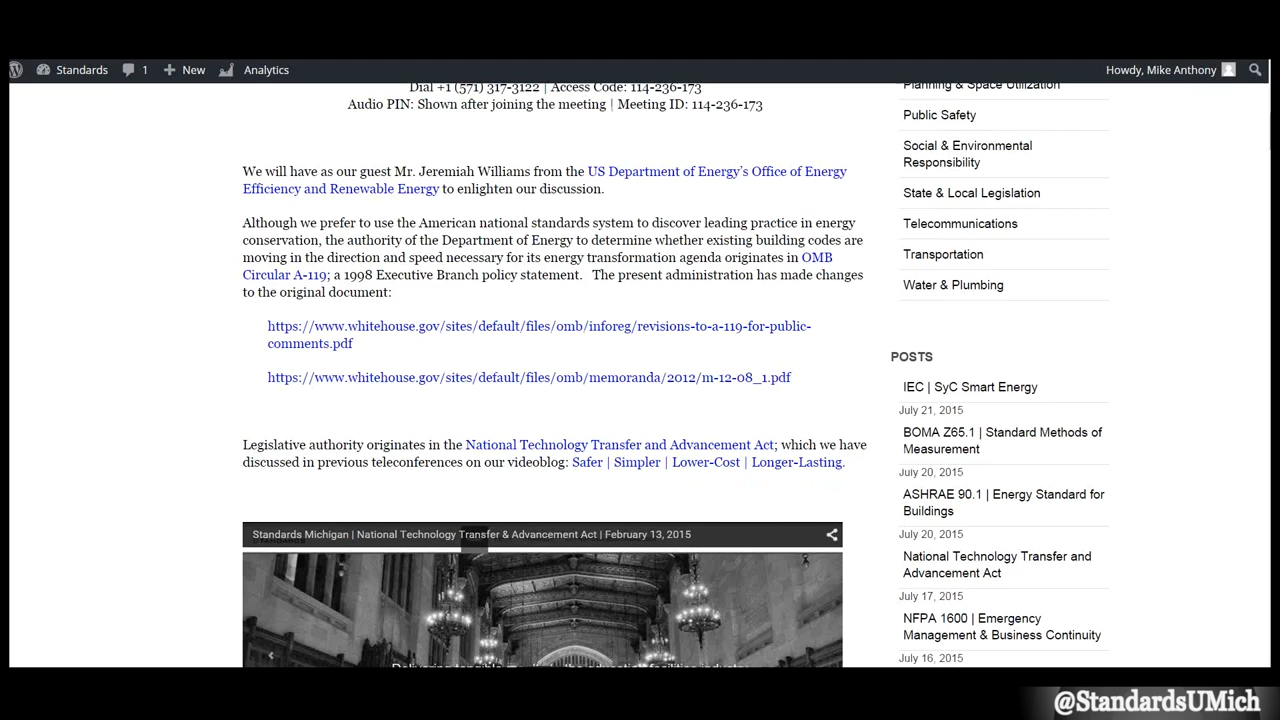 Standards 1 New Analytics Howdy, Mike Anthony
Dial +1 (571) 317-3122 | Access Code: 114-236-173
Audio PIN: Shown after joining the meeting | Meeting ID: 114-236-173
We will have as our guest Mr. Jeremiah Williams from the US Department of Energy's Office of Energy
Efficiency and Renewable Energy to enlighten our discussion.
Although we prefer to use the American national standards system to discover leading practice in energy
conservation, the authority of the Department of Energy to determine whether existing building codes are
moving in the direction and speed necessary for its energy transformation agenda originates in OMB
Circular A-119; a 1998 Executive Branch policy statement. The present administration has made changes
to the original document:
https://www.whitehouse.gov/sites/default/files/omb/inforeg/revisions-to-a-119-for-public-
comments.pdf
https://www.whitehouse.gov/sites/default/files/omb/memoranda/2012/m-12-08_1.pdf
Legislative authority originates in the National Technology Transfer and Advancement Act; which we have
discussed in previous teleconferences on our videoblog: Safer | Simpler | Lower-Cost | Longer-Lasting.
Standards Michigan | National Technology Transfer & Advancement Act | February 13, 2015
Planning & Space Utilization
Public Safety
Social & Environmental
Responsibility
State & Local Legislation
Telecommunications
Transportation
Water & Plumbing
POSTS
IEC | SyC Smart Energy
July 21, 2015
BOMA Z65.1 | Standard Methods of
Measurement
July 20, 2015
ASHRAE 90.1 | Energy Standard for
Buildings
July 20, 2015
National Technology Transfer and
Advancement Act
July 17, 2015
NFPA 1600 | Emergency
Management & Business Continuity
July 16, 2015
@StandardsUMich